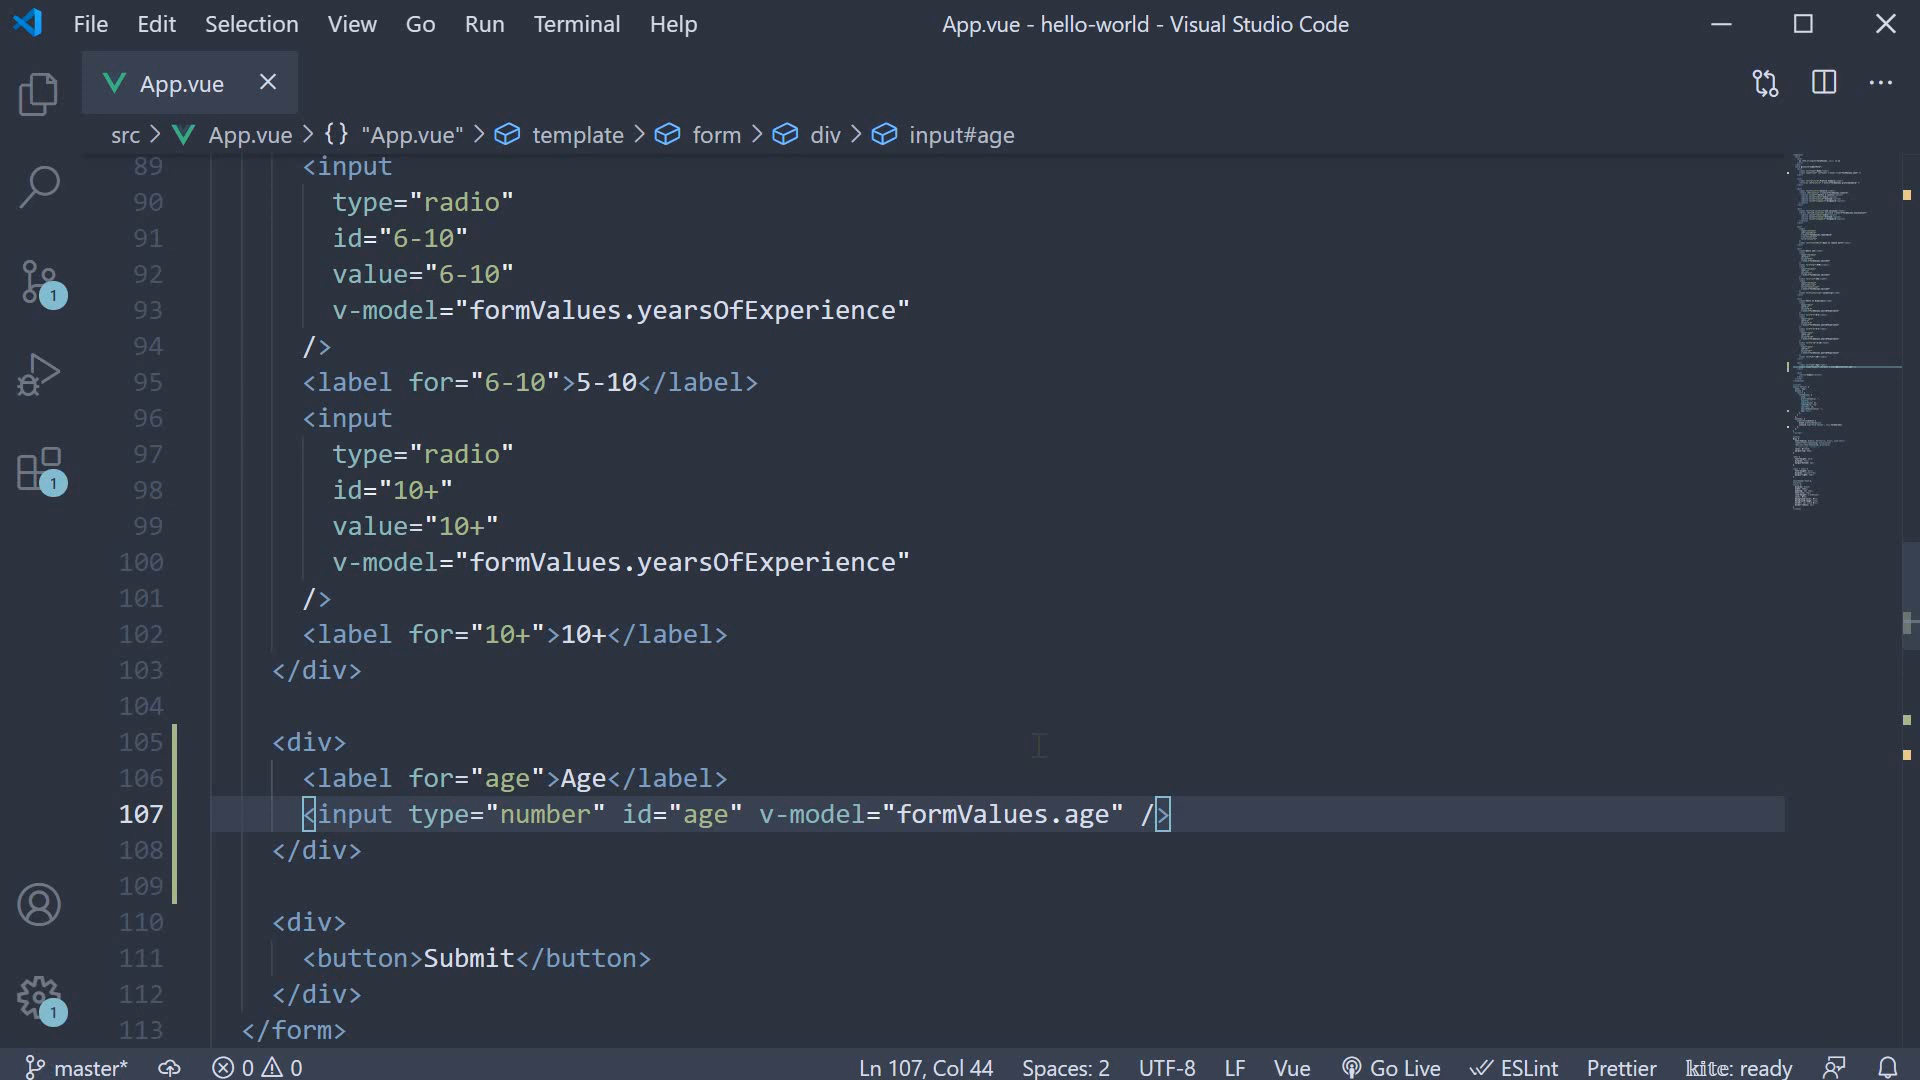 File Edit Selection View Go Run Terminal Help App.vue - hello-world - Visual Studio Code
App.vue
src > App.vue > {} "App.vue" > template > form > div > input#age
89 <input
90 type="radio"
91 id="6-10"
92 value="6-10"
93 v-model="formValues.yearsOfExperience"
94 />
95 <label for="6-10">5-10</label>
96 <input
97 type="radio"
98 id="10+"
99 value="10+"
100 v-model="formValues.yearsOfExperience"
101 />
102 <label for="10+">10+</label>
103 </div>
104
105 <div>
106 <label for="age">Age</label>
107 <input type="number" id="age" v-model="formValues.age" />
108 </div>
109
110 <div>
111 <button>Submit</button>
112 </div>
113 </form>
1
1
1
master* 0 0 Ln 107, Col 44 Spaces: 2 UTF-8 LF Vue Go Live ESLint Prettier kite: ready